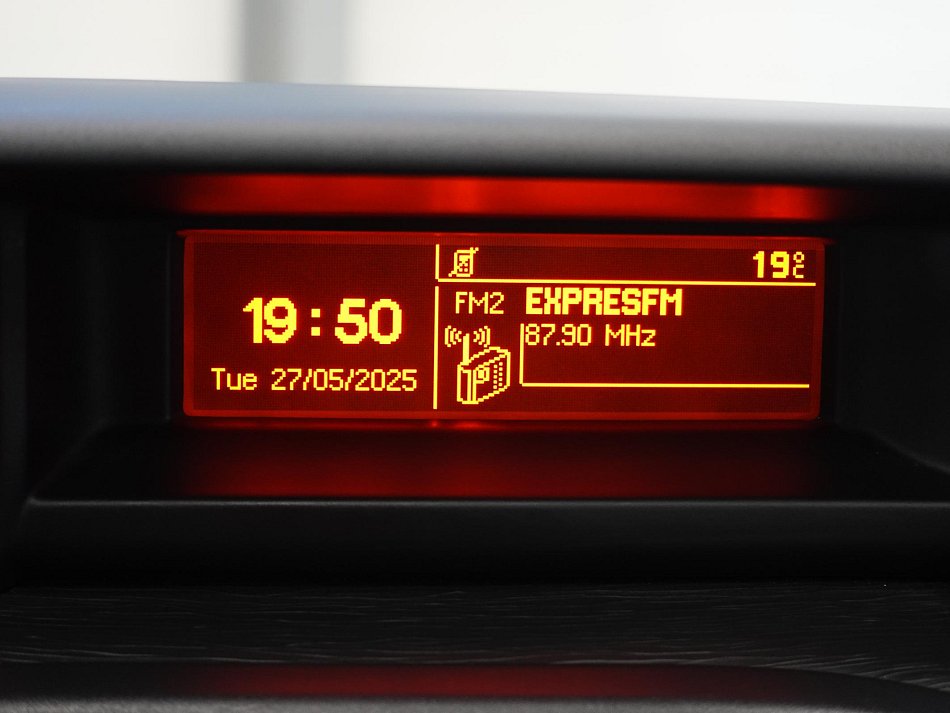 19:50
Tue 27/05/2025
19°C
FM2 EXPRESFM
87.90 MHz